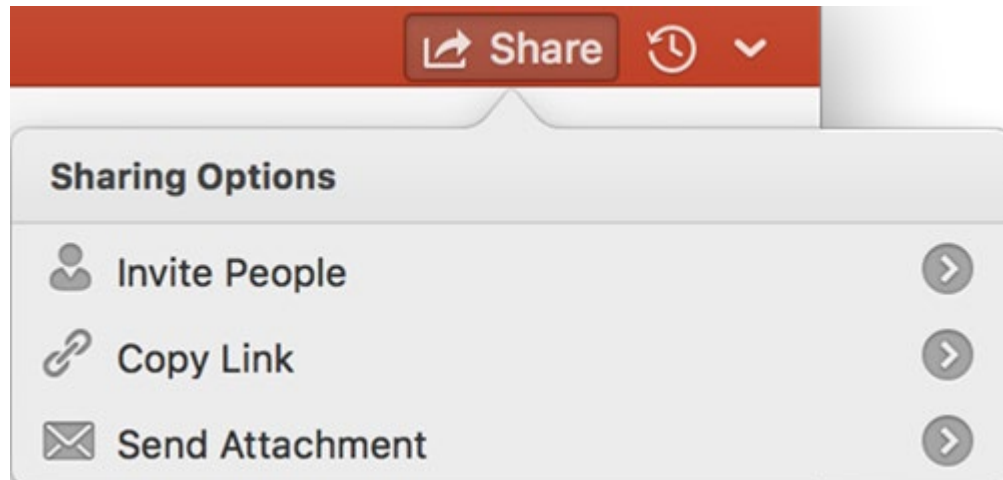 Share
Sharing Options
Invite People
Copy Link
Send Attachment